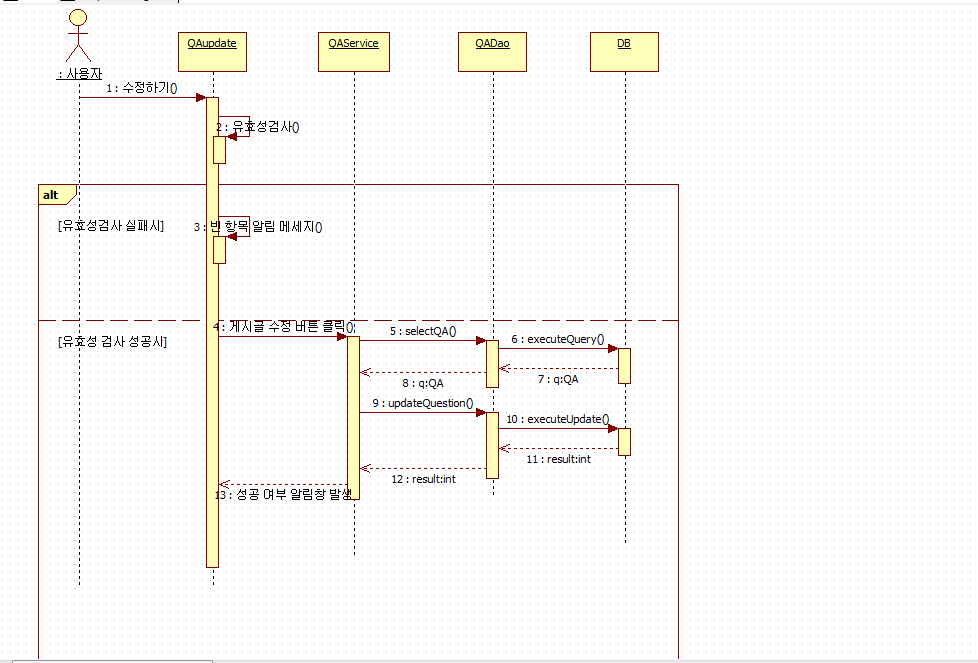 QAupdate
QAService
QADao
DB
: 사용자
1 : 수정하기()
2 : 유효성검사()
alt
[유효성검사 실패시]
3 : 빈 항목 알림 메세지()
[유효성 검사 성공시]
4 : 게시글 수정 버튼 클릭()
5 : selectQA()
6 : executeQuery()
7 : q:QA
8 : q:QA
9 : updateQuestion()
10 : executeUpdate()
11 : result:int
12 : result:int
13 : 성공 여부 알림창 발생